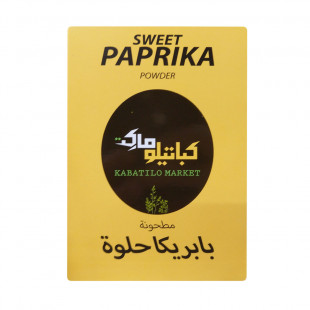 SWEET
PAPRIKA
POWDER
كباتيلو ماركت
KABATILO MARKET
مطحونة
بابريكا حلوة